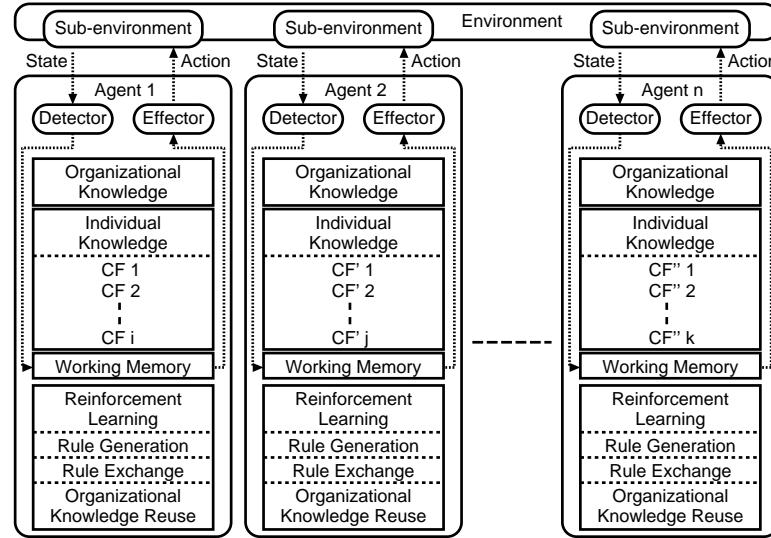 Environment
Sub-environment
Sub-environment
Sub-environment
State
Action
State
Action
State
Action
Agent 1
Detector
Effector
Organizational
Knowledge
Individual
Knowledge
CF 1
CF 2
CF i
Working Memory
Reinforcement
Learning
Rule Generation
Rule Exchange
Organizational
Knowledge Reuse
Agent 2
Detector
Effector
Organizational
Knowledge
Individual
Knowledge
CF' 1
CF' 2
CF' j
Working Memory
Reinforcement
Learning
Rule Generation
Rule Exchange
Organizational
Knowledge Reuse
Agent n
Detector
Effector
Organizational
Knowledge
Individual
Knowledge
CF'' 1
CF'' 2
CF'' k
Working Memory
Reinforcement
Learning
Rule Generation
Rule Exchange
Organizational
Knowledge Reuse